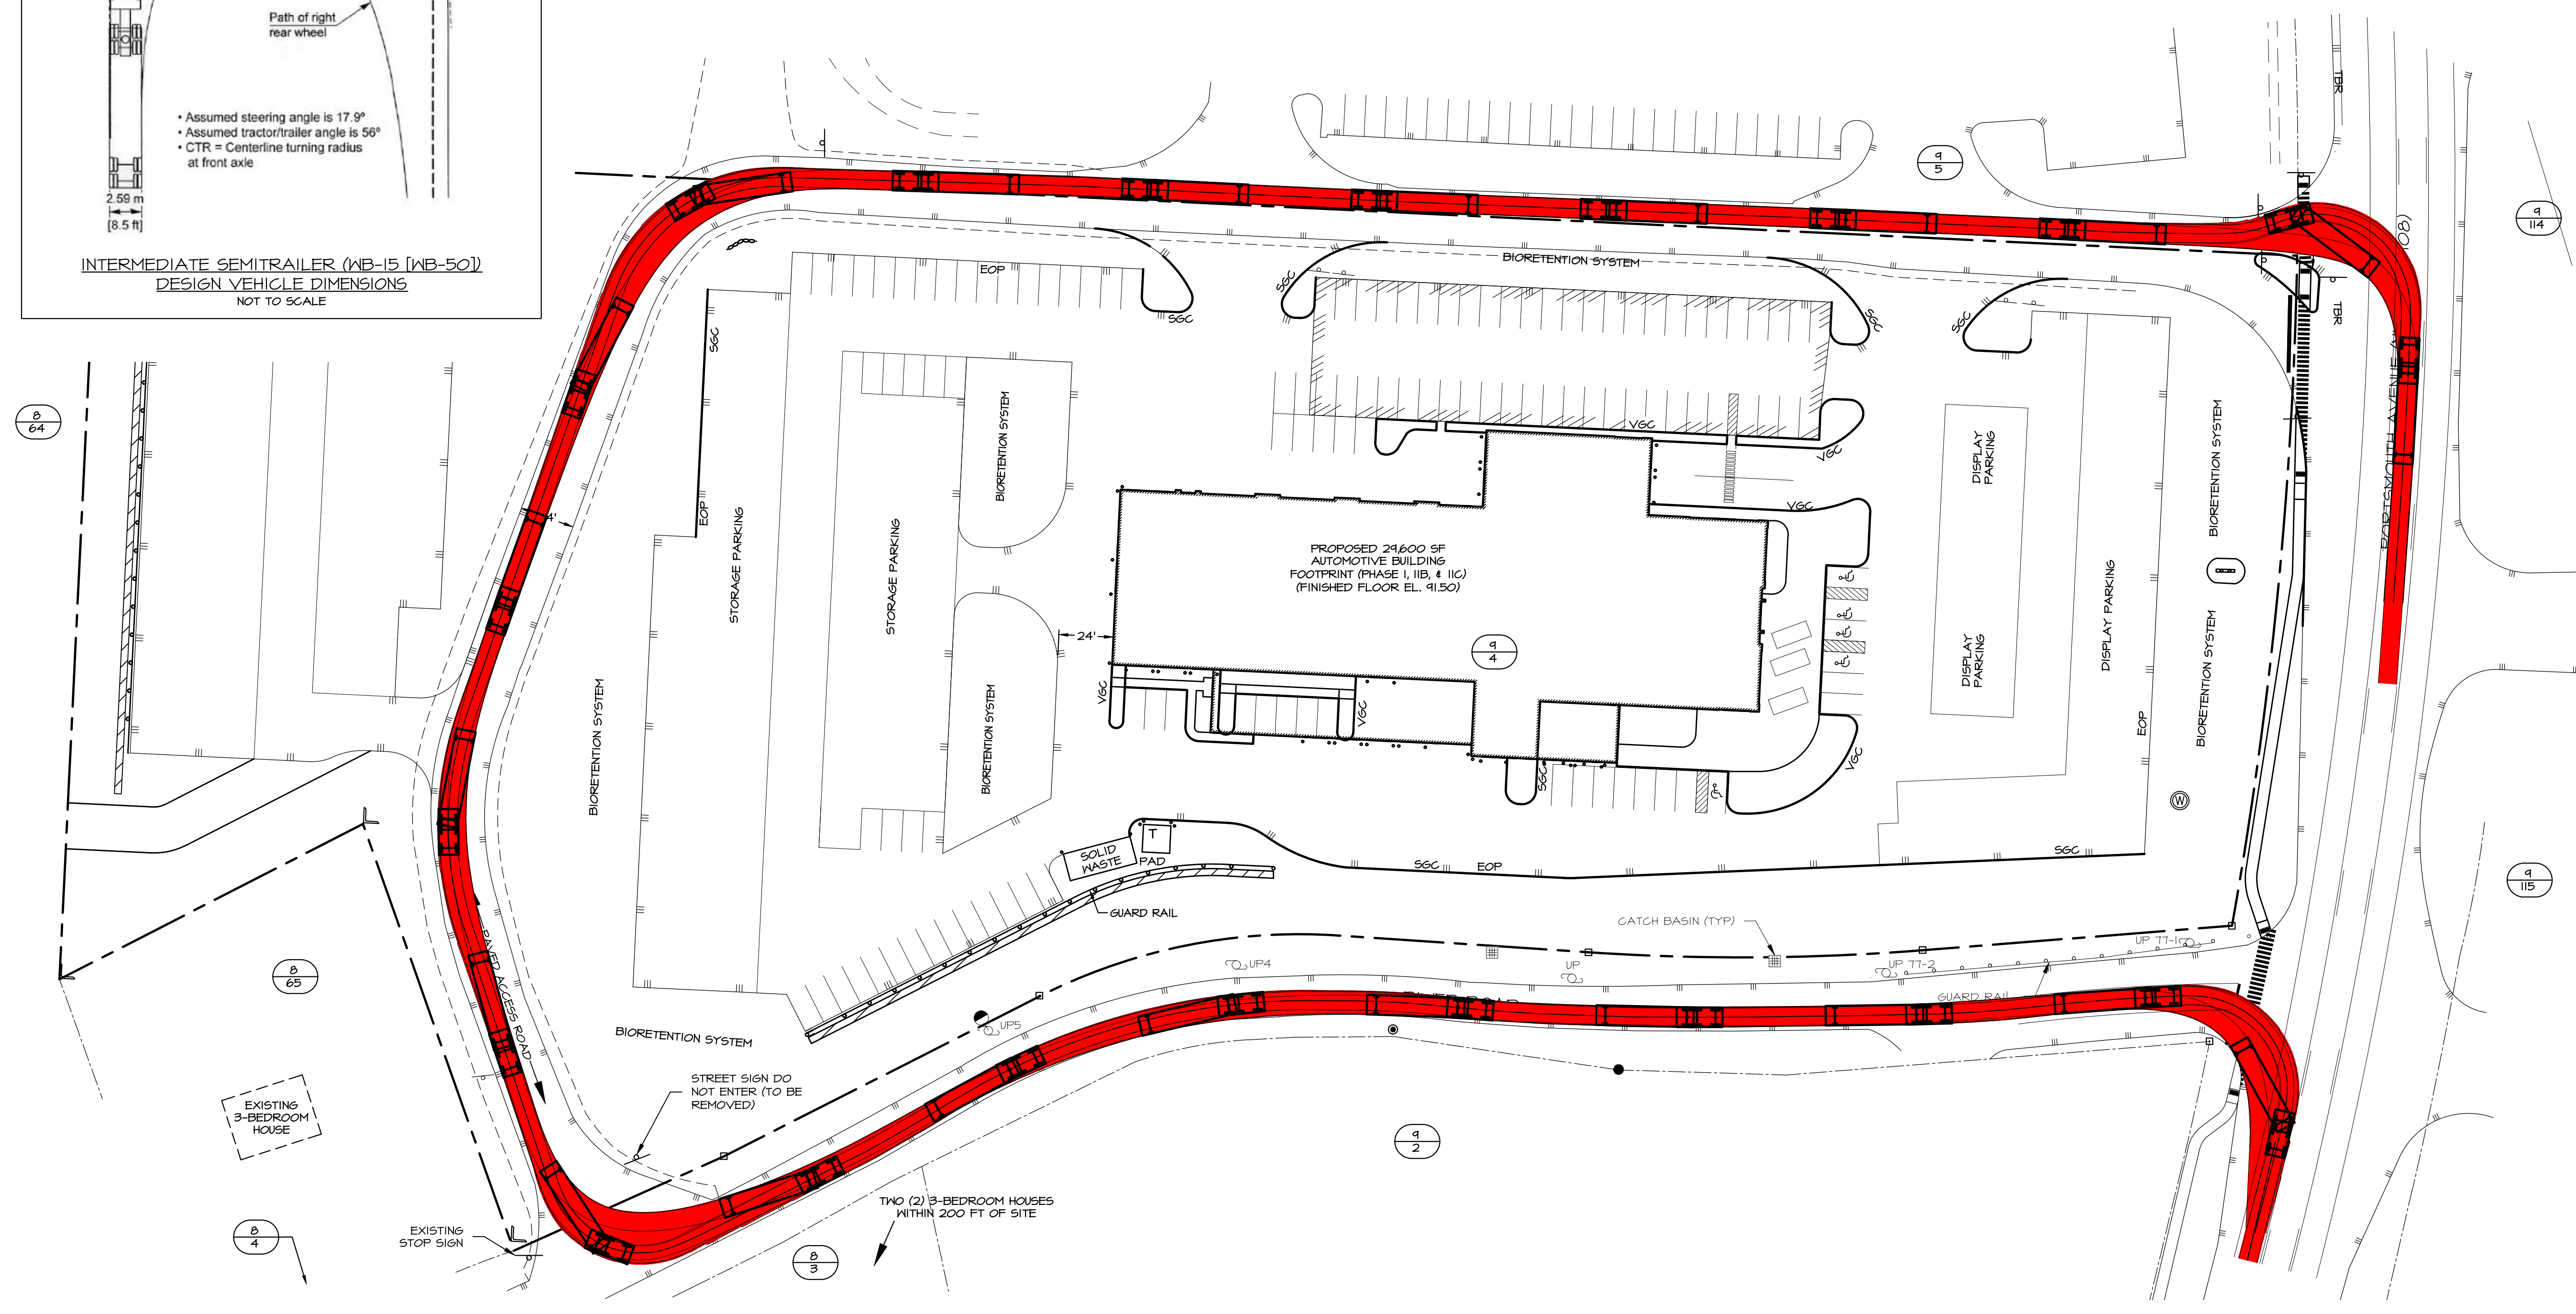 Path of right
rear wheel
• Assumed steering angle is 17.9°
• Assumed tractor/trailer angle is 56°
• CTR = Centerline turning radius
at front axle
2.59 m
[8.5 ft]
INTERMEDIATE SEMITRAILER (WB-15 [WB-50])
DESIGN VEHICLE DIMENSIONS
NOT TO SCALE
TBR
9
5
9
114
108)
BIORETENTION SYSTEM
EOP
SGC
SGC
SGC
SGC
SGC
SGC
TBR
8
64
PORTSMOUTH AVENUE
VGC
VGC
VGC
BIORETENTION SYSTEM
DISPLAY
PARKING
BIORETENTION SYSTEM
EOP
STORAGE PARKING
STORAGE PARKING
4'
PROPOSED 29,600 SF
AUTOMOTIVE BUILDING
FOOTPRINT (PHASE I, IIB, & IIC)
(FINISHED FLOOR EL. 91.50)
24'
9
4
DISPLAY
PARKING
DISPLAY PARKING
BIORETENTION SYSTEM
EOP
BIORETENTION SYSTEM
BIORETENTION SYSTEM
VGC
VGC
SGC
VGC
W
T
SOLID
WASTE
PAD
SGC
EOP
SGC
GUARD RAIL
CATCH BASIN (TYP)
9
115
UP4
UP
UP 77-2
UP 77-1
GUARD RAIL
8
65
PAVED ACCESS ROAD
UP5
BIORETENTION SYSTEM
STREET SIGN DO
NOT ENTER (TO BE
REMOVED)
EXISTING
3-BEDROOM
HOUSE
9
2
TWO (2) 3-BEDROOM HOUSES
WITHIN 200 FT OF SITE
EXISTING
STOP SIGN
8
4
8
3